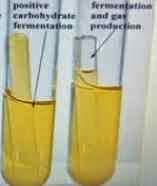 positive
carbohydrate
fermentation
fermentation
and gas
production